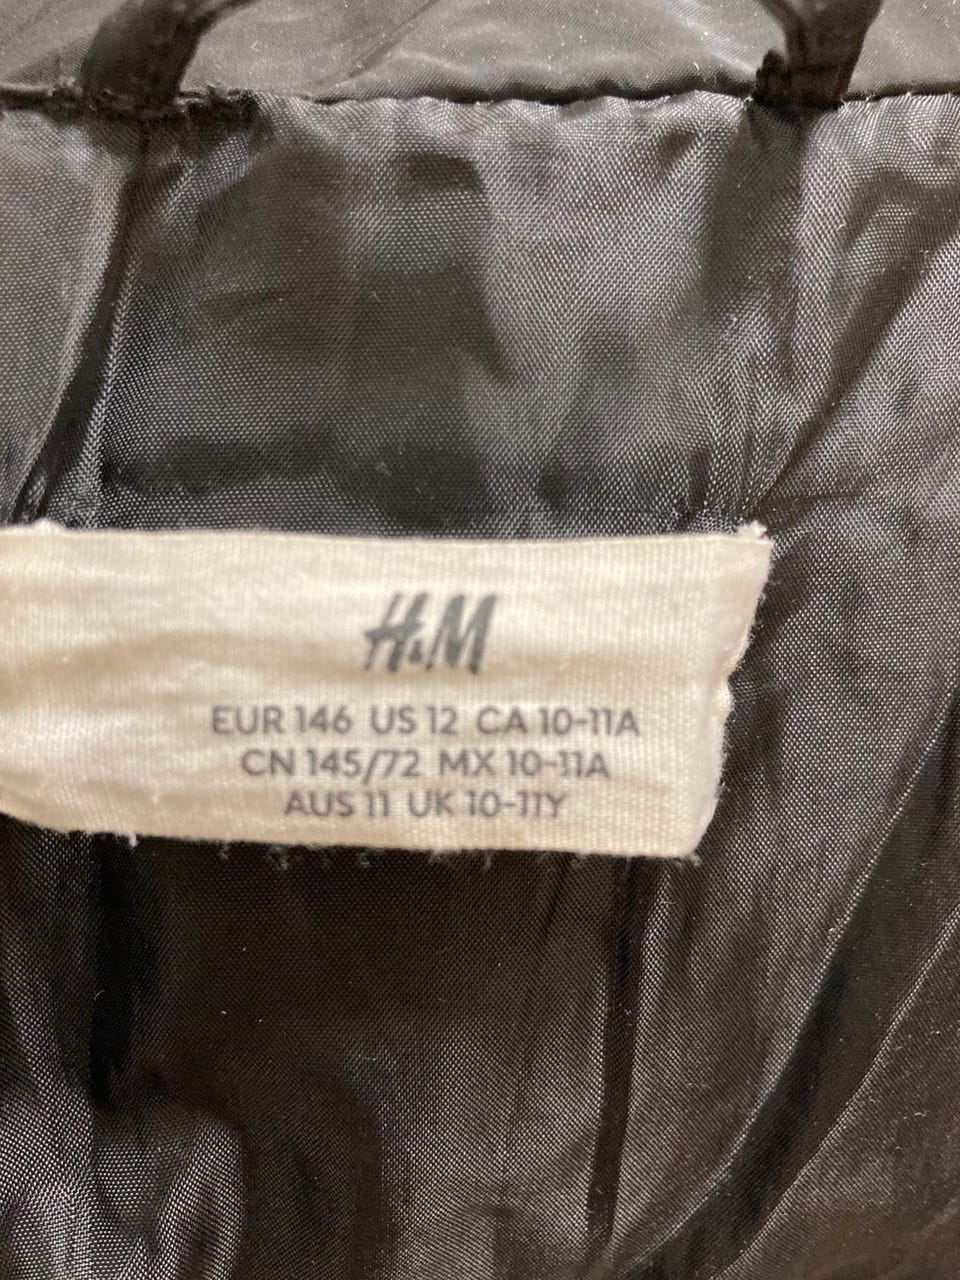 H&M
EUR 146 US 12 CA 10-11A
CN 145/72 MX 10-11A
AUS 11 UK 10-11Y